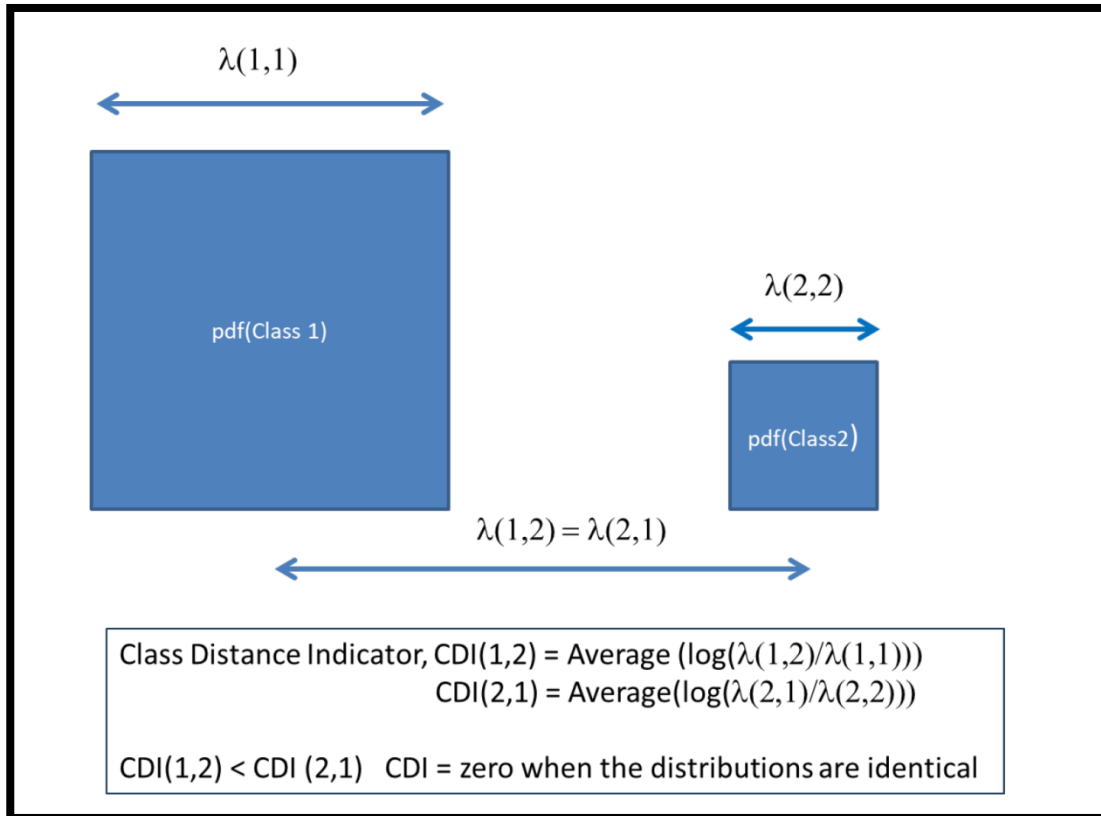 λ(1,1)
λ(2,2)
pdf(Class 1)
pdf(Class2)
λ(1,2) = λ(2,1)
Class Distance Indicator, CDI(1,2) = Average (log(λ(1,2)/λ(1,1)))
CDI(2,1) = Average(log(λ(2,1)/λ(2,2)))
CDI(1,2) < CDI (2,1) CDI = zero when the distributions are identical